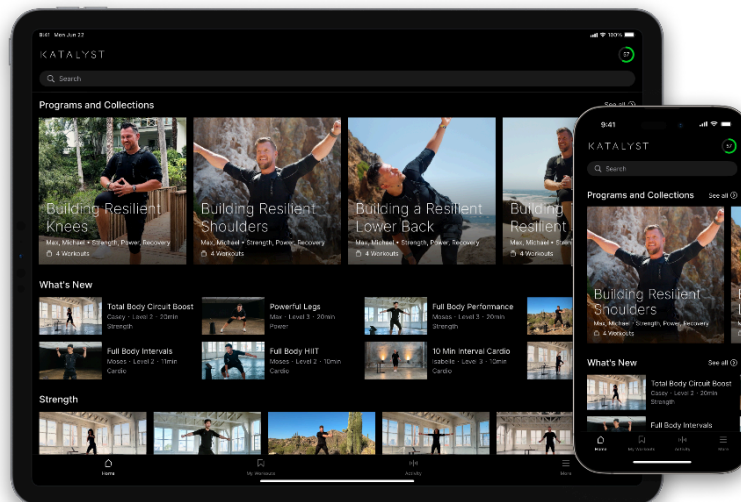 9:41 Mon Jun 22
100%
KATALYST
57
Search
Programs and Collections
See all
Building Resilient
Knees
Max, Michael • Strength, Power, Recovery
4 Workouts
Building Resilient
Shoulders
Max, Michael • Strength, Power, Recovery
4 Workouts
Building a Resilient
Lower Back
Max, Michael • Strength, Power, Recovery
4 Workouts
Building
Resilient
Max, Michael • Str
4 Workouts
What's New
Total Body Circuit Boost
Casey • Level 2 • 20min
Strength
Powerful Legs
Max • Level 3 • 20min
Power
Full Body Performance
Moses • Level 3 • 20min
Strength
Full Body Intervals
Moses • Level 2 • 11min
Cardio
Full Body HIIT
Moses • Level 2 • 10min
Cardio
10 Min Interval Cardio
Isabelle • Level 3 • 10min
Cardio
Strength
Home
My Workouts
Activity
More
9:41
KATALYST
57
Search
Programs and Collections
See all
Building Resilient
Shoulders
Max, Michael • Strength, Power, Recovery
4 Workouts
What's New
See all
Total Body Circuit Boost
Casey • Level 2 • 20min
Strength
Full Body Intervals
Home
My Workouts
Activity
More